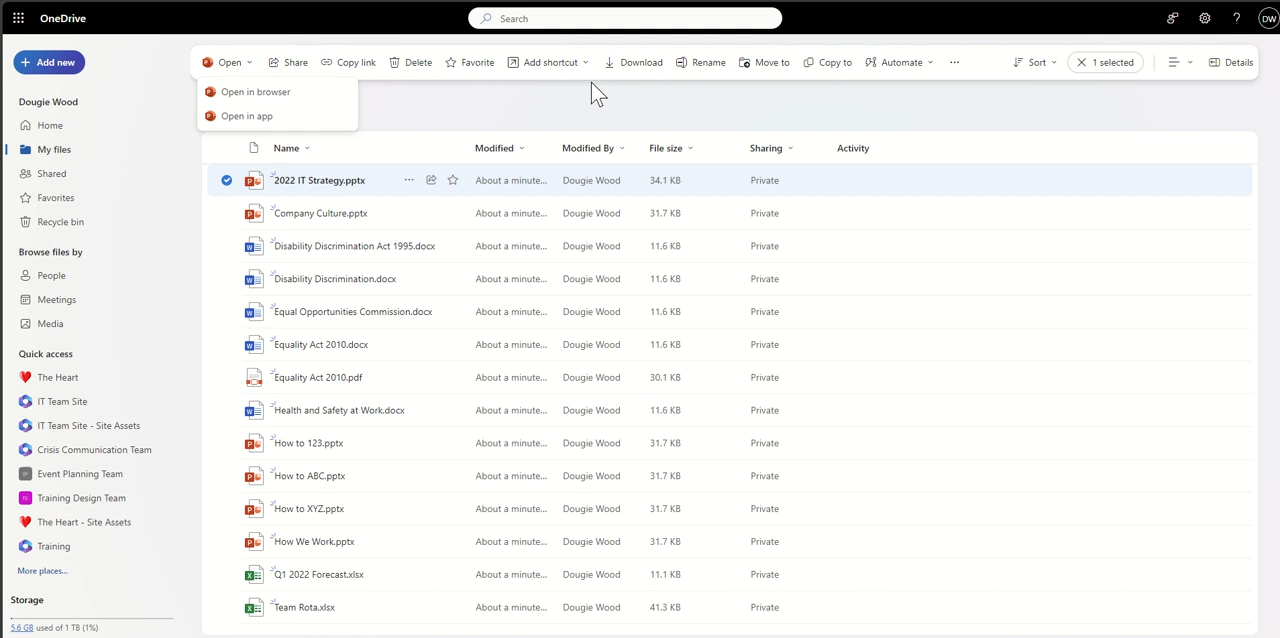 OneDrive
Search
DW
Add new
Open Share Copy link Delete Favorite Add shortcut Download Rename Move to Copy to Automate ... Sort 1 selected Details
Open in browser
Open in app
Dougie Wood
Home
My files
Shared
Favorites
Recycle bin
Browse files by
People
Meetings
Media
Quick access
The Heart
IT Team Site
IT Team Site - Site Assets
Crisis Communication Team
Event Planning Team
Training Design Team
The Heart - Site Assets
Training
More places...
Storage
5.6 GB used of 1 TB (1%)
Name Modified Modified By File size Sharing Activity
2022 IT Strategy.pptx ... About a minute... Dougie Wood 34.1 KB Private
Company Culture.pptx About a minute... Dougie Wood 31.7 KB Private
Disability Discrimination Act 1995.docx About a minute... Dougie Wood 11.6 KB Private
Disability Discrimination.docx About a minute... Dougie Wood 11.6 KB Private
Equal Opportunities Commission.docx About a minute... Dougie Wood 11.6 KB Private
Equality Act 2010.docx About a minute... Dougie Wood 11.6 KB Private
Equality Act 2010.pdf About a minute... Dougie Wood 30.1 KB Private
Health and Safety at Work.docx About a minute... Dougie Wood 11.6 KB Private
How to 123.pptx About a minute... Dougie Wood 31.7 KB Private
How to ABC.pptx About a minute... Dougie Wood 31.7 KB Private
How to XYZ.pptx About a minute... Dougie Wood 31.7 KB Private
How We Work.pptx About a minute... Dougie Wood 31.7 KB Private
Q1 2022 Forecast.xlsx About a minute... Dougie Wood 11.1 KB Private
Team Rota.xlsx About a minute... Dougie Wood 41.3 KB Private